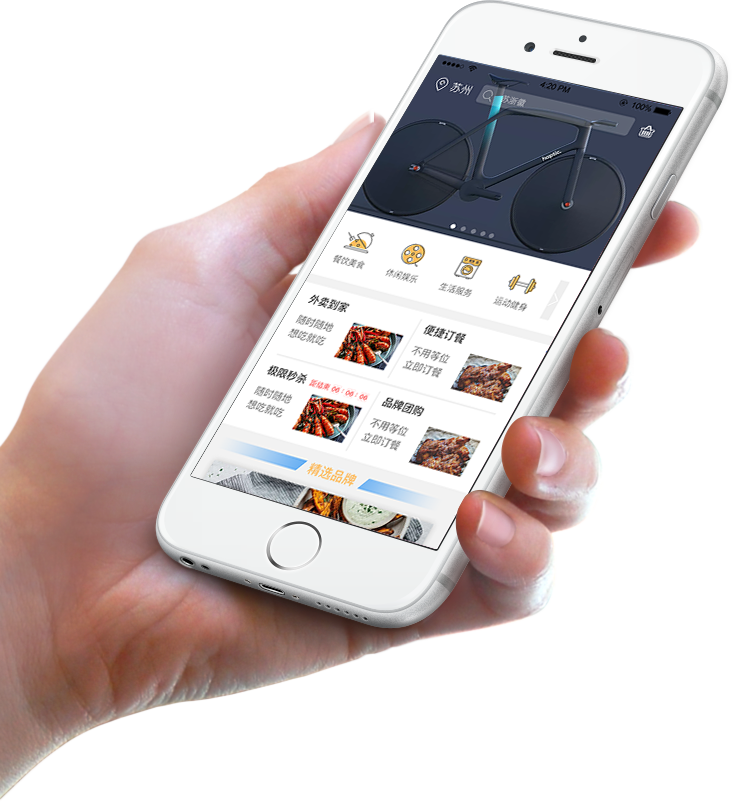 4:20 PM
100%
苏州
苏浙徽
haptic.
餐饮美食
休闲娱乐
生活服务
运动健身
外卖到家
随时随地
想吃就吃
便捷订餐
不用等位
立即订餐
极限秒杀
距结束 06 : 06 : 06
随时随地
想吃就吃
品牌团购
不用等位
立即订餐
精选品牌